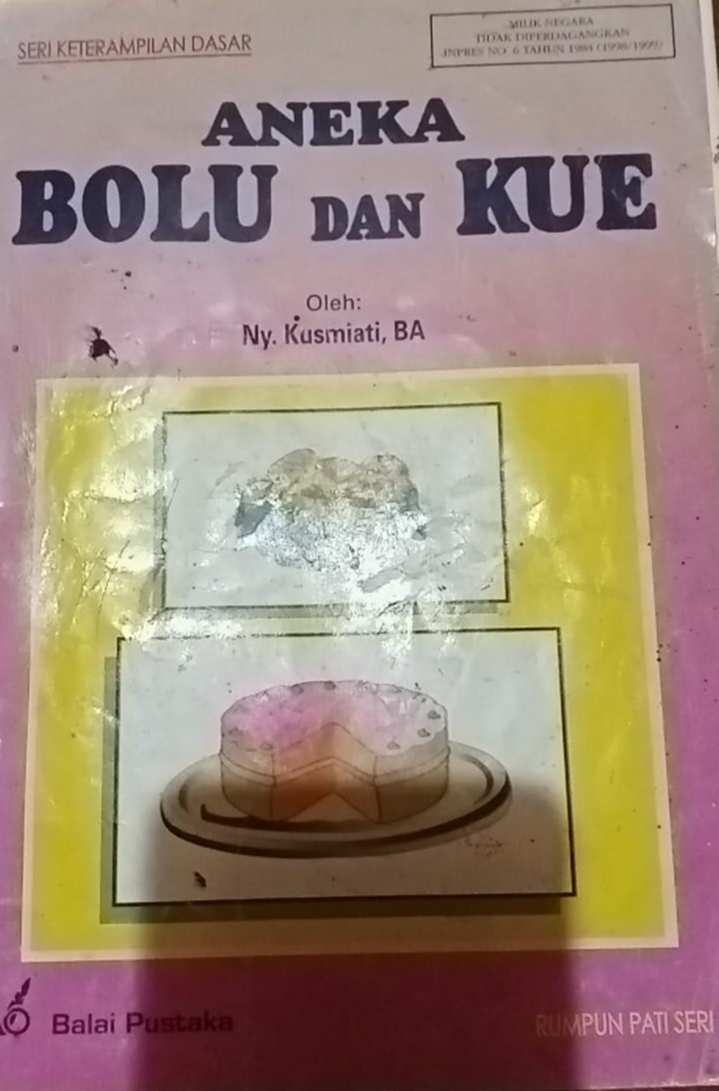 SERI KETERAMPILAN DASAR
MILIK NEGARA
TIDAK DIPERDAGANGKAN
INPRES NO. 6 TAHUN 1984 (1998/1999)
ANEKA
BOLU DAN KUE
Oleh:
Ny. Kusmiati, BA
Balai Pustaka
RUMPUN PATI SERI